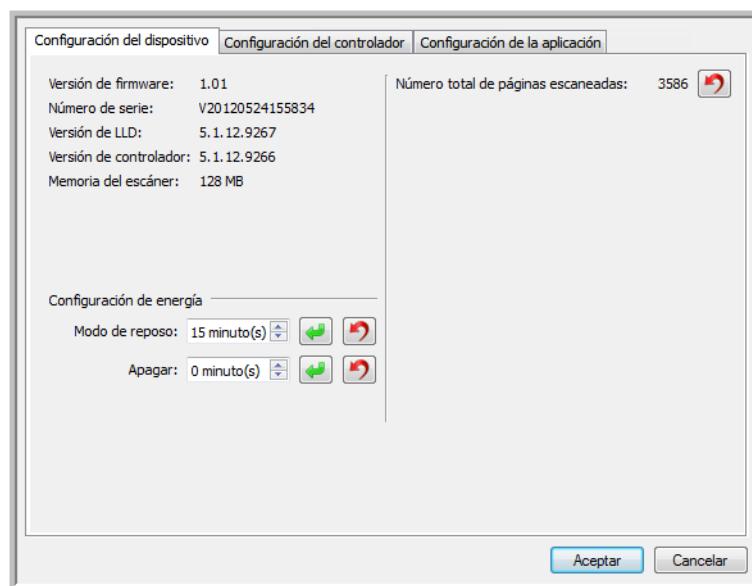 Configuración del dispositivo Configuración del controlador Configuración de la aplicación
Versión de firmware: 1.01
Número de serie: V20120524155834
Versión de LLD: 5.1.12.9267
Versión de controlador: 5.1.12.9266
Memoria del escáner: 128 MB
Configuración de energía
Modo de reposo: 15 minuto(s)
Apagar: 0 minuto(s)
Número total de páginas escaneadas: 3586
Aceptar Cancelar